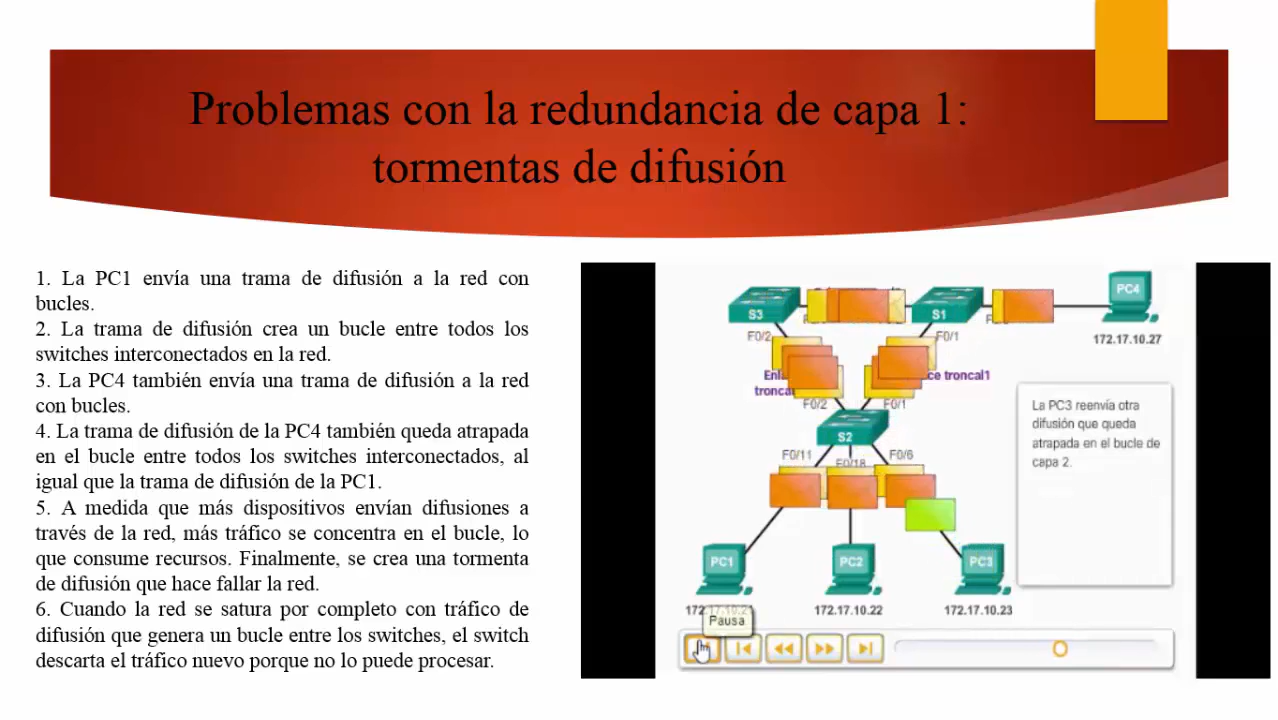 Problemas con la redundancia de capa 1:
tormentas de difusión
1. La PC1 envía una trama de difusión a la red con
bucles.
2. La trama de difusión crea un bucle entre todos los
switches interconectados en la red.
3. La PC4 también envía una trama de difusión a la red
con bucles.
4. La trama de difusión de la PC4 también queda atrapada
en el bucle entre todos los switches interconectados, al
igual que la trama de difusión de la PC1.
5. A medida que más dispositivos envían difusiones a
través de la red, más tráfico se concentra en el bucle, lo
que consume recursos. Finalmente, se crea una tormenta
de difusión que hace fallar la red.
6. Cuando la red se satura por completo con tráfico de
difusión que genera un bucle entre los switches, el switch
descarta el tráfico nuevo porque no lo puede procesar.
PC4
S3
S1
172.17.10.27
F0/2
F0/1
troncal1
F0/2
F0/1
La PC3 reenvía otra
difusión que queda
atrapada en el bucle de
capa 2.
S2
F0/11
F0/18
F0/6
PC1
PC2
PC3
172.17.10.22
172.17.10.23
Pausa